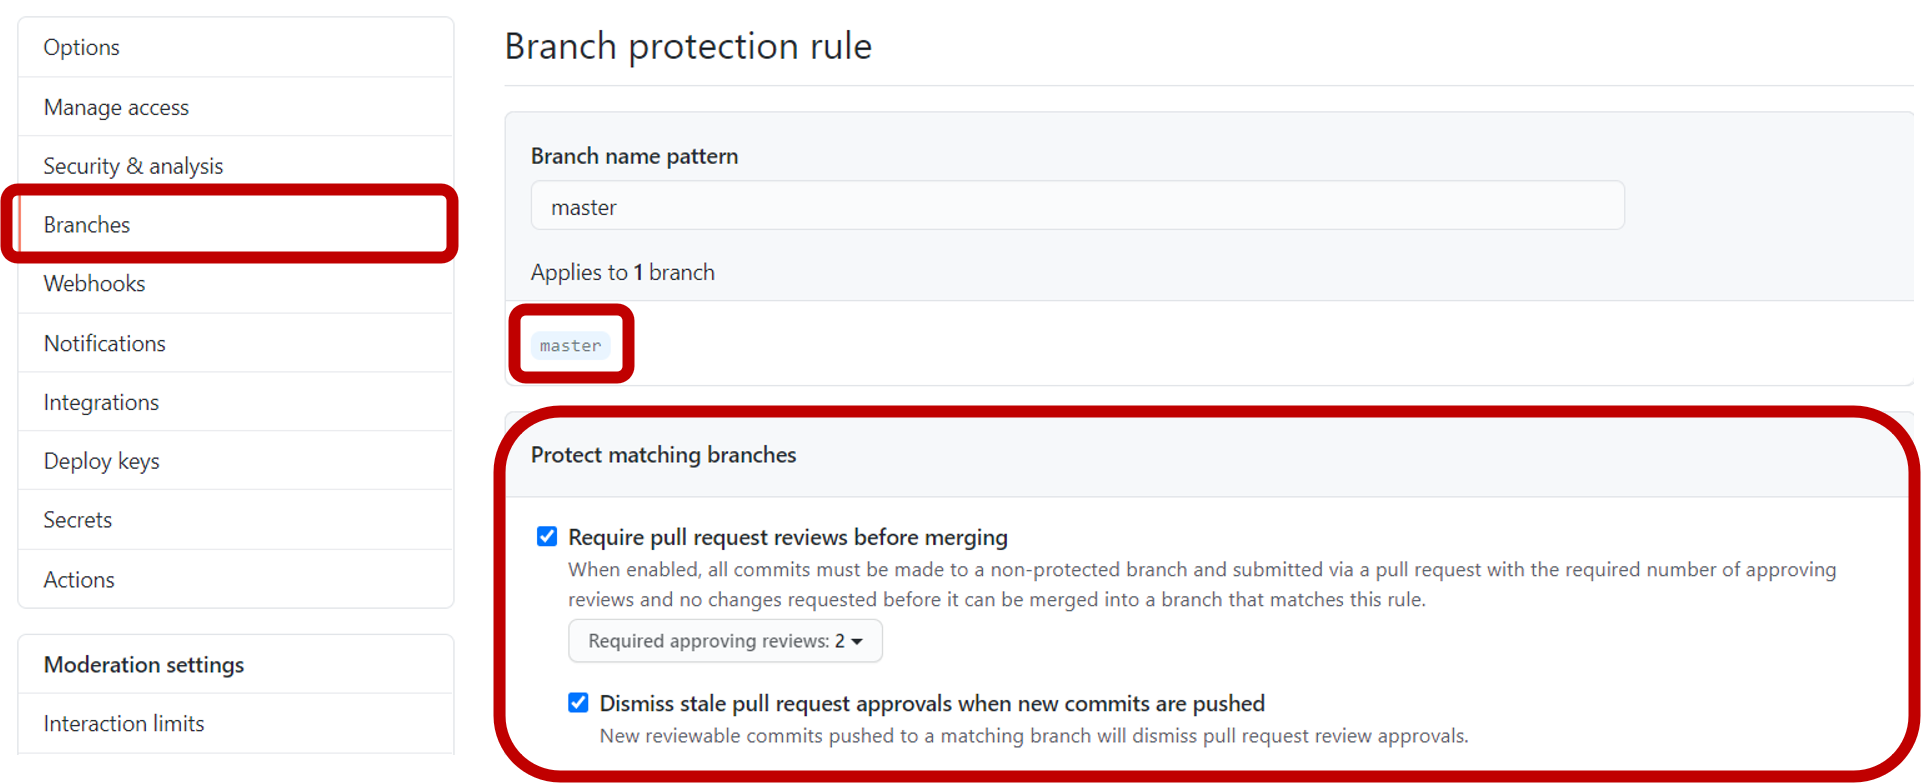 Options
Manage access
Security & analysis
Branches
Webhooks
Notifications
Integrations
Deploy keys
Secrets
Actions
Moderation settings
Interaction limits
Branch protection rule
Branch name pattern
master
Applies to 1 branch
master
Protect matching branches
Require pull request reviews before merging
When enabled, all commits must be made to a non-protected branch and submitted via a pull request with the required number of approving
reviews and no changes requested before it can be merged into a branch that matches this rule.
Required approving reviews: 2
Dismiss stale pull request approvals when new commits are pushed
New reviewable commits pushed to a matching branch will dismiss pull request review approvals.